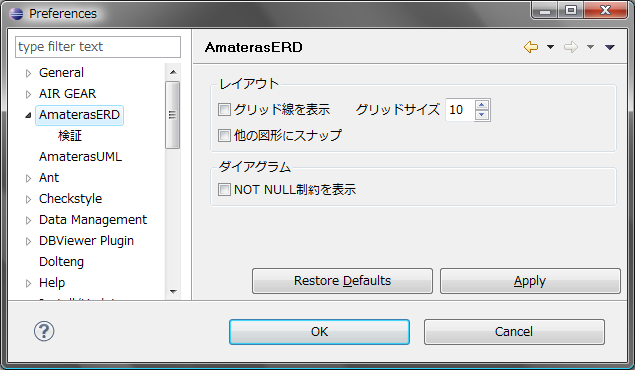 Preferences
type filter text
General
AIR GEAR
AmaterasERD
検証
AmaterasUML
Ant
Checkstyle
Data Management
DBViewer Plugin
Dolteng
Help
AmaterasERD
レイアウト
グリッド線を表示 グリッドサイズ 10
他の図形にスナップ
ダイアグラム
NOT NULL制約を表示
Restore Defaults Apply
? OK Cancel